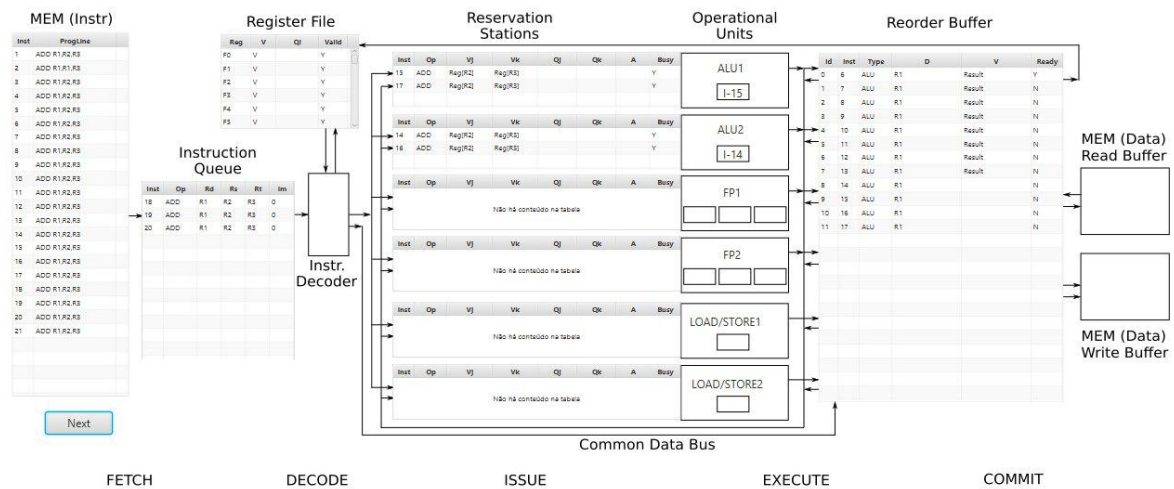 MEM (Instr)
Inst ProgLine
1 ADD R1,R2,R3
2 ADD R1,R1,R3
3 ADD R1,R2,R3
4 ADD R1,R2,R3
5 ADD R1,R2,R3
6 ADD R1,R2,R3
7 ADD R1,R2,R3
8 ADD R1,R2,R3
9 ADD R1,R2,R3
10 ADD R1,R2,R3
11 ADD R1,R2,R3
12 ADD R1,R2,R3
13 ADD R1,R2,R3
14 ADD R1,R2,R3
15 ADD R1,R2,R3
16 ADD R1,R2,R3
17 ADD R1,R2,R3
18 ADD R1,R2,R3
19 ADD R1,R2,R3
20 ADD R1,R2,R3
21 ADD R1,R2,R3
Next
Register File
Reg V Qi Valid
F0 V Y
F1 V Y
F2 V Y
F3 V Y
F4 V Y
F5 V Y
Instruction
Queue
Inst Op Rd Rs Rt Im
18 ADD R1 R2 R3 0
19 ADD R1 R2 R3 0
20 ADD R1 R2 R3 0
Instr.
Decoder
Reservation
Stations
Inst Op Vj Vk Qj Qk A Busy
15 ADD Reg[R2] Reg[R3] Y
17 ADD Reg[R2] Reg[R3] Y
Inst Op Vj Vk Qj Qk A Busy
14 ADD Reg[R2] Reg[R3] Y
16 ADD Reg[R2] Reg[R3] Y
Inst Op Vj Vk Qj Qk A Busy
Não há conteúdo na tabela
Inst Op Vj Vk Qj Qk A Busy
Não há conteúdo na tabela
Inst Op Vj Vk Qj Qk A Busy
Não há conteúdo na tabela
Inst Op Vj Vk Qj Qk A Busy
Não há conteúdo na tabela
Operational
Units
ALU1
I-15
ALU2
I-14
FP1
FP2
LOAD/STORE1
LOAD/STORE2
Common Data Bus
Reorder Buffer
Id Inst Type D V Ready
0 6 ALU R1 Result Y
1 7 ALU R1 Result N
2 8 ALU R1 Result N
3 9 ALU R1 Result N
4 10 ALU R1 Result N
5 11 ALU R1 Result N
6 12 ALU R1 Result N
7 13 ALU R1 Result N
8 14 ALU R1 N
9 15 ALU R1 N
10 16 ALU R1 N
11 17 ALU R1 N
MEM (Data)
Read Buffer
MEM (Data)
Write Buffer
FETCH DECODE ISSUE EXECUTE COMMIT